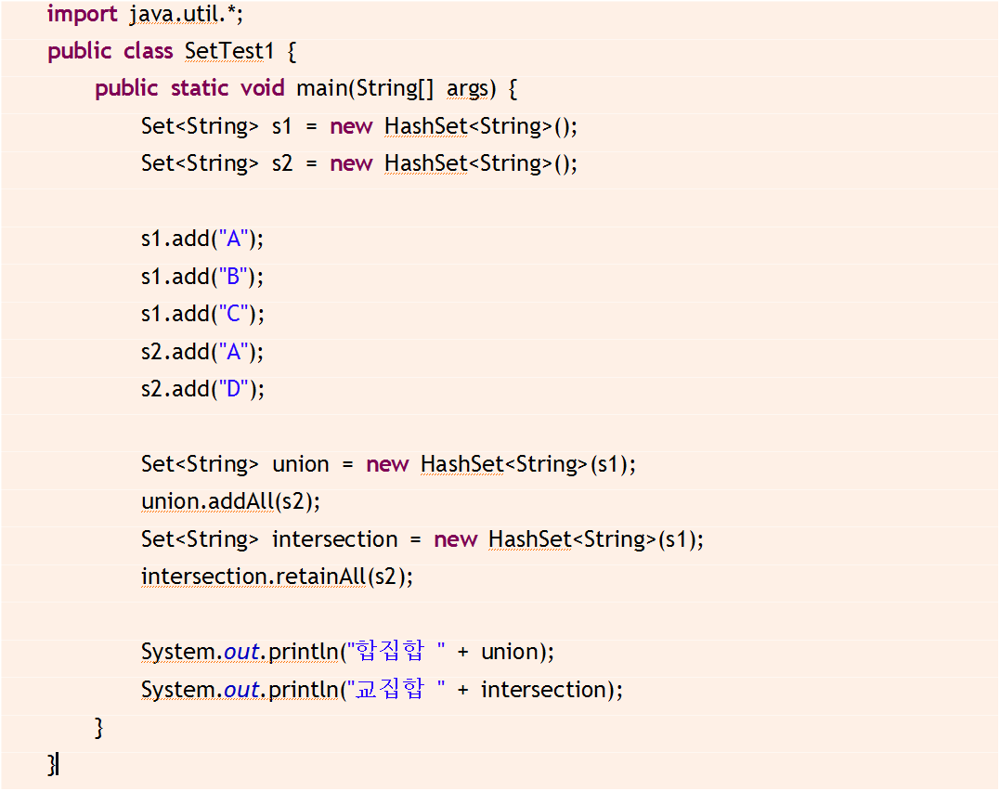 import java.util.*;
public class SetTest1 {
public static void main(String[] args) {
Set<String> s1 = new HashSet<String>();
Set<String> s2 = new HashSet<String>();
s1.add("A");
s1.add("B");
s1.add("C");
s2.add("A");
s2.add("D");
Set<String> union = new HashSet<String>(s1);
union.addAll(s2);
Set<String> intersection = new HashSet<String>(s1);
intersection.retainAll(s2);
System.out.println("합집합 " + union);
System.out.println("교집합 " + intersection);
}
}